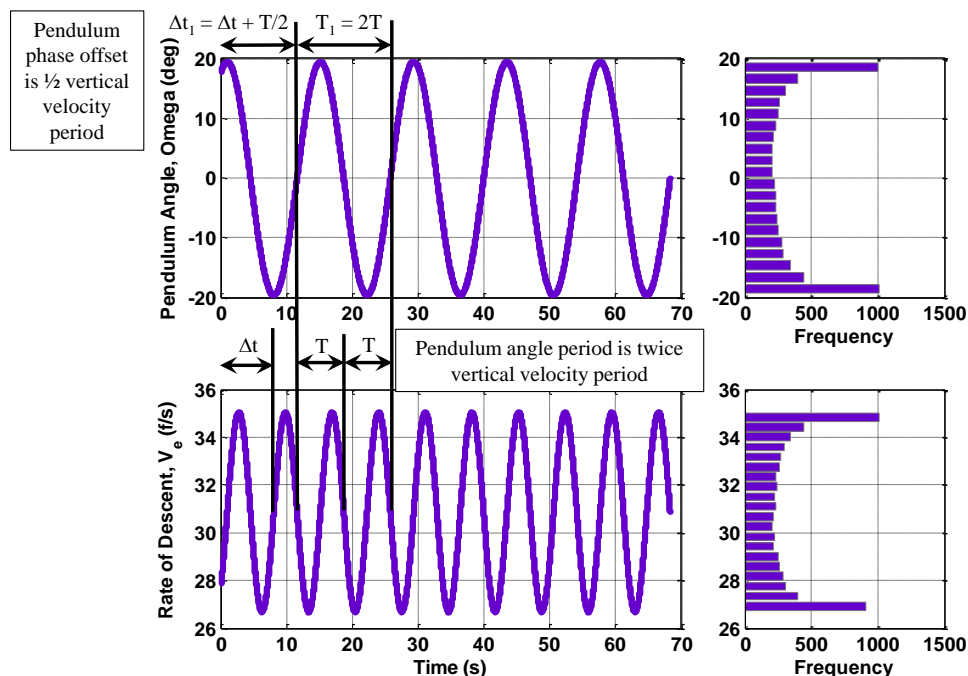 Pendulum
phase offset
is ½ vertical
velocity
period
Δt₁ = Δt + T/2
T₁ = 2T
Pendulum Angle, Omega (deg)
20
10
0
-10
-20
0 10 20 30 40 50 60 70
20
10
0
-10
-20
0 500 1000 1500
Frequency
Δt
T
T
Pendulum angle period is twice
vertical velocity period
Rate of Descent, Vₑ (f/s)
36
34
32
30
28
26
0 10 20 30 40 50 60 70
Time (s)
36
34
32
30
28
26
0 500 1000 1500
Frequency